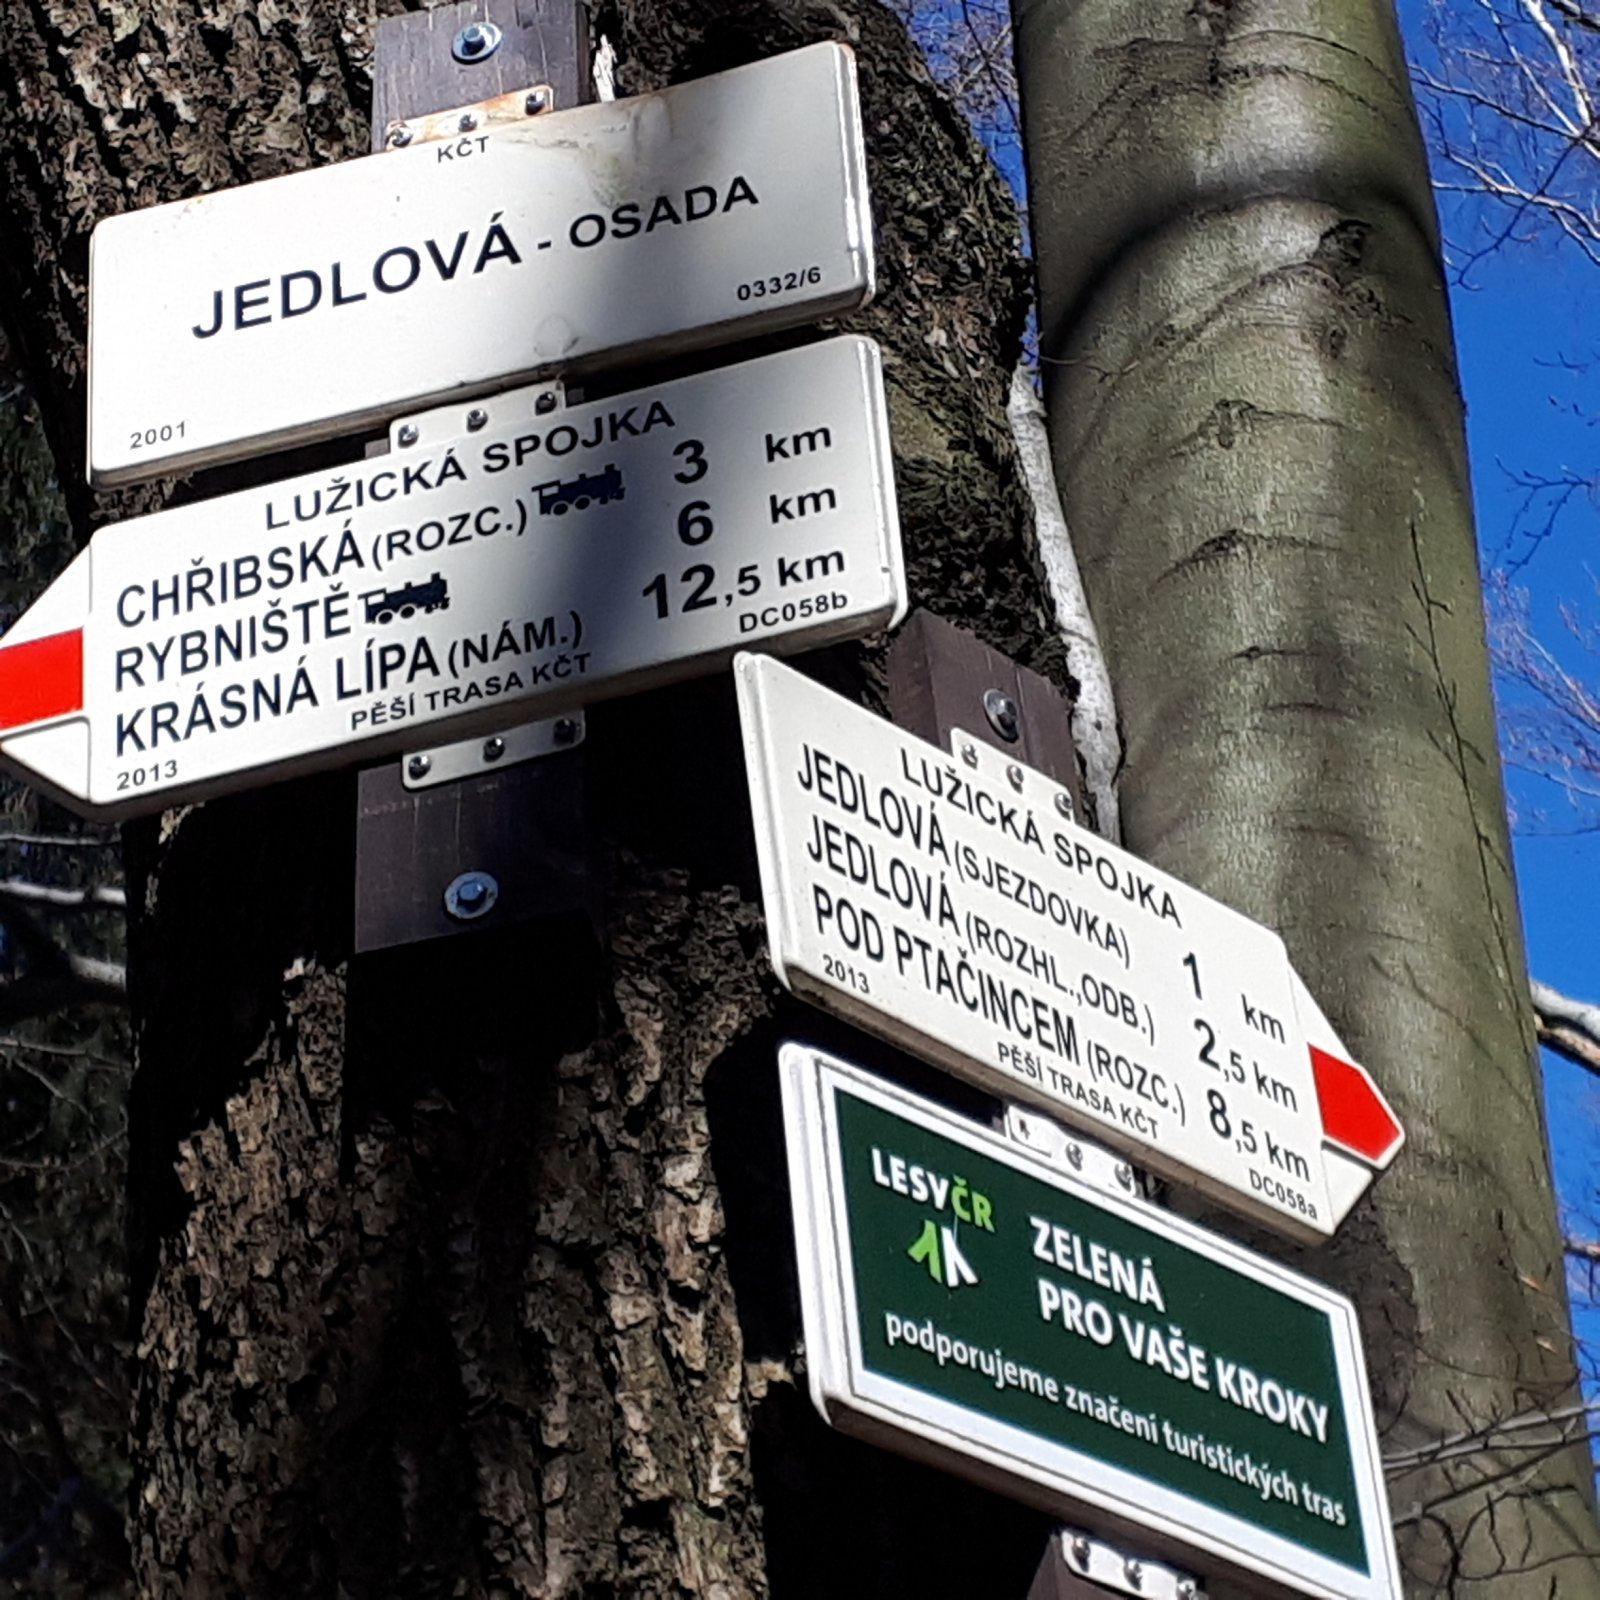 KČT
JEDLOVÁ - OSADA
0332/6
2001
LUŽICKÁ SPOJKA
CHŘIBSKÁ (ROZC.) 3 km
RYBNIŠTĚ 6 km
KRÁSNÁ LÍPA (NÁM.) 12,5 km
PĚŠÍ TRASA KČT
DC058b
2013
LUŽICKÁ SPOJKA
JEDLOVÁ (SJEZDOVKA) 1 km
JEDLOVÁ (ROZHL.,ODB.) 2,5 km
POD PTAČINCEM (ROZC.) 8,5 km
2013
PĚŠÍ TRASA KČT
DC058a
LESY ČR
ZELENÁ
PRO VAŠE KROKY
podporujeme značení turistických tras